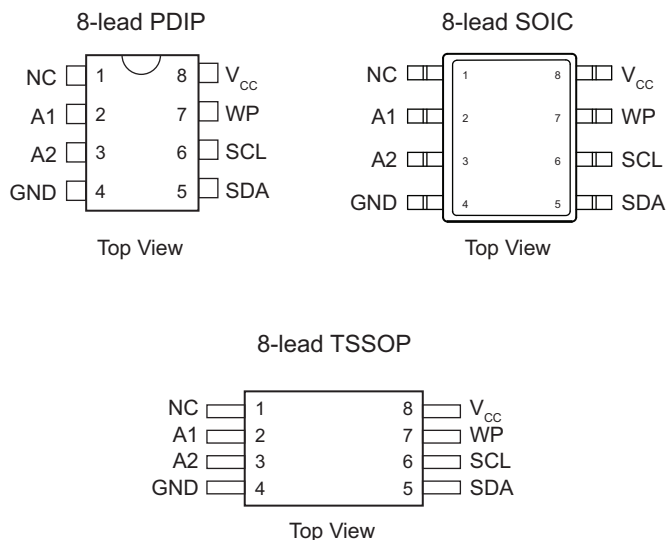 8-lead PDIP
NC 1 8 VCC
A1 2 7 WP
A2 3 6 SCL
GND 4 5 SDA
Top View
8-lead SOIC
NC 1 8 VCC
A1 2 7 WP
A2 3 6 SCL
GND 4 5 SDA
Top View
8-lead TSSOP
NC 1 8 VCC
A1 2 7 WP
A2 3 6 SCL
GND 4 5 SDA
Top View